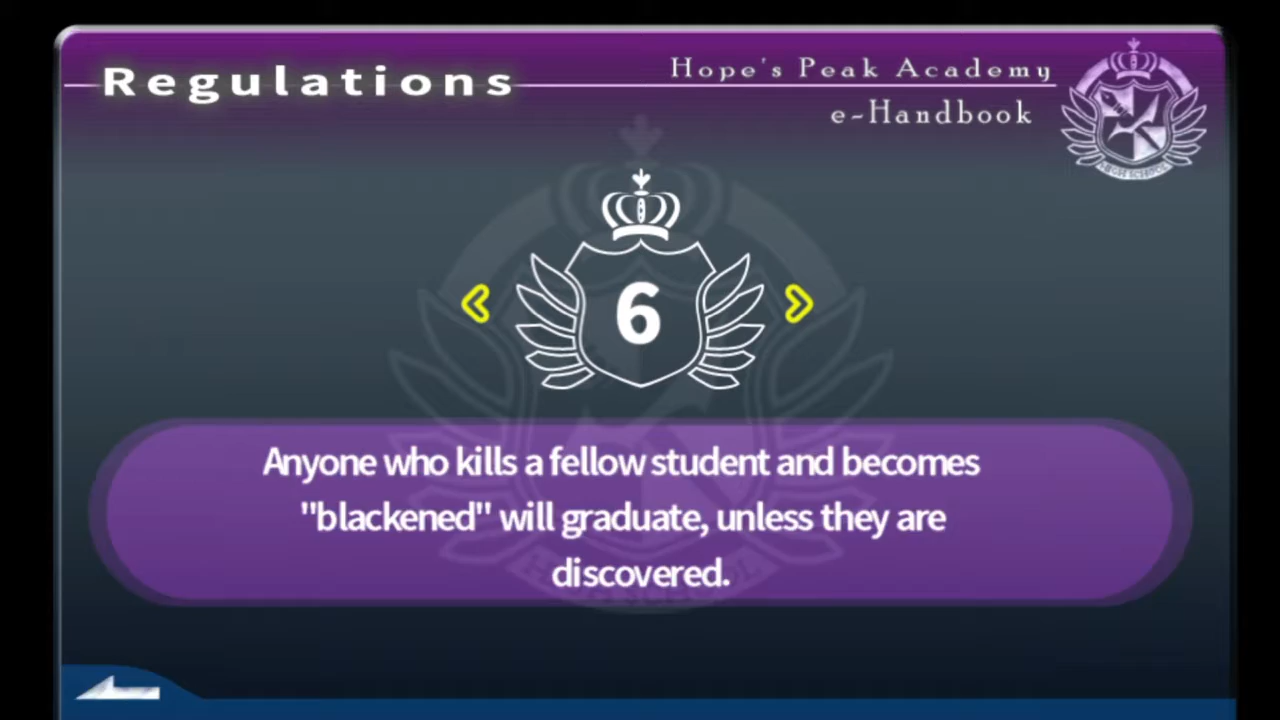 Regulations
Hope's Peak Academy
e-Handbook
6
Anyone who kills a fellow student and becomes
"blackened" will graduate, unless they are
discovered.